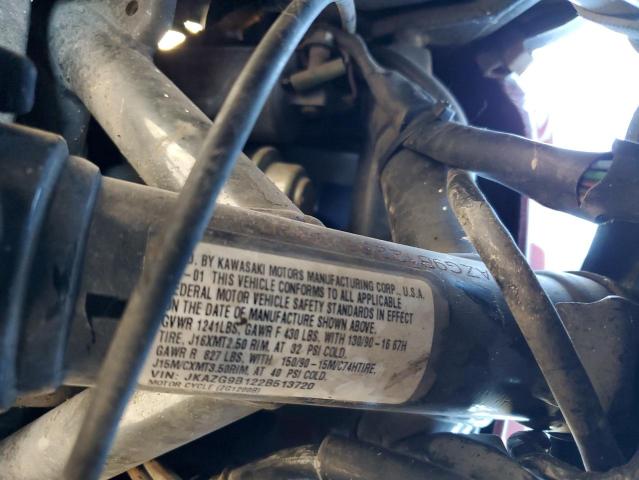 D. BY KAWASAKI MOTORS MANUFACTURING CORP., U.S.A.
-01 THIS VEHICLE CONFORMS TO ALL APPLICABLE
FEDERAL MOTOR VEHICLE SAFETY STANDARDS IN EFFECT
ON THE DATE OF MANUFACTURE SHOWN ABOVE.
GVWR 1241LBS. GAWR F 430 LBS. WITH 130/90-16 67H
TIRE, J16XMT2.50 RIM. AT 32 PSI COLD.
GAWR R 827 LBS. WITH 150/90-15M/C74HTIRE,
J15M/CXMT3.50RIM. AT 40 PSI COLD.
VIN: JKAZG9B122B513720
MOTOR CYCLE (ZG1200B)
AZG9B